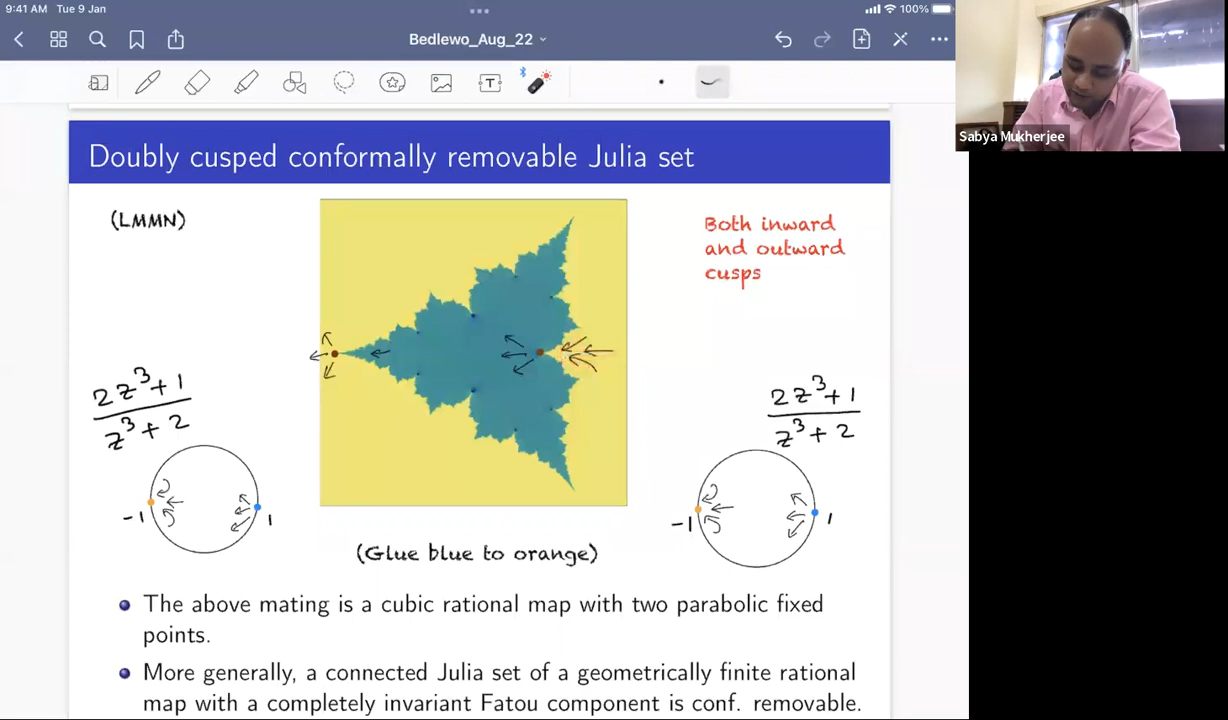 9:41 AM Tue 9 Jan
100%
Bedlewo_Aug_22
T
Sabya Mukherjee
Doubly cusped conformally removable Julia set
(LMMN)
Both inward
and outward
cusps
2z³+1
z³+2
2z³+1
z³+2
-1
1
-1
1
(Glue blue to orange)
The above mating is a cubic rational map with two parabolic fixed
points.
More generally, a connected Julia set of a geometrically finite rational
map with a completely invariant Fatou component is conf. removable.